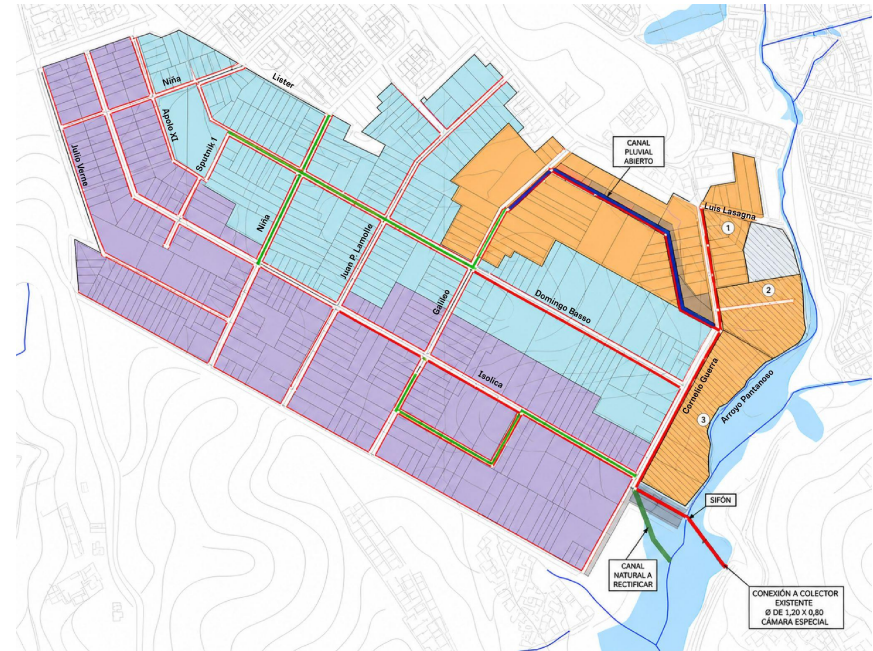 Niña
Lister
Apolo XI
Sputnik 1
Julio Verne
Niña
Juan P. Lamolle
Galileo
Domingo Basso
Isolica
CANAL
PLUVIAL
ABIERTO
Luis Lasagna
1
2
Cornelio Guerra
3
Arroyo Pantanoso
SIFÓN
CANAL
NATURAL A
RECTIFICAR
CONEXIÓN A COLECTOR
EXISTENTE
Ø DE 1,20 X 0,80
CÁMARA ESPECIAL